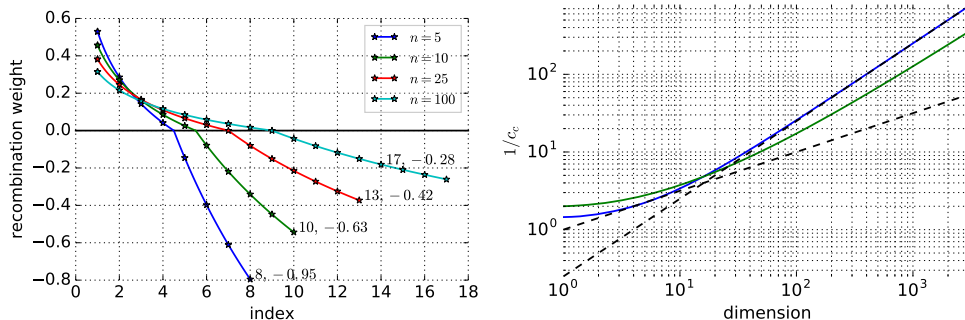 recombination weight
0.6
0.4
0.2
0.0
−0.2
−0.4
−0.6
−0.8
n = 5
n = 10
n = 25
n = 100
17, −0.28
13, −0.42
10, −0.63
8, −0.95
0 2 4 6 8 10 12 14 16 18
index
1/c_c
10^2
10^1
10^0
10^0 10^1 10^2 10^3
dimension